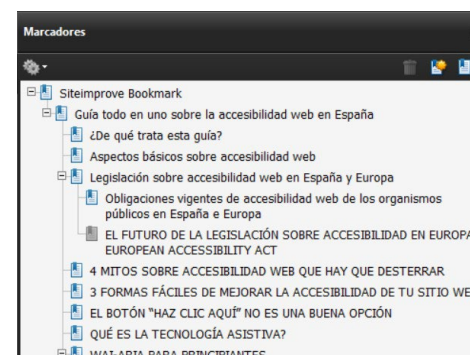 Marcadores
Siteimprove Bookmark
Guía todo en uno sobre la accesibilidad web en España
¿De qué trata esta guía?
Aspectos básicos sobre accesibilidad web
Legislación sobre accesibilidad web en España y Europa
Obligaciones vigentes de accesibilidad web de los organismos
públicos en España e Europa
EL FUTURO DE LA LEGISLACIÓN SOBRE ACCESIBILIDAD EN EUROPA
EUROPEAN ACCESSIBILITY ACT
4 MITOS SOBRE ACCESIBILIDAD WEB QUE HAY QUE DESTERRAR
3 FORMAS FÁCILES DE MEJORAR LA ACCESIBILIDAD DE TU SITIO WE
EL BOTÓN “HAZ CLIC AQUÍ” NO ES UNA BUENA OPCIÓN
QUÉ ES LA TECNOLOGÍA ASISTIVA?
WAI-ARIA PARA PRINCIPIANTES